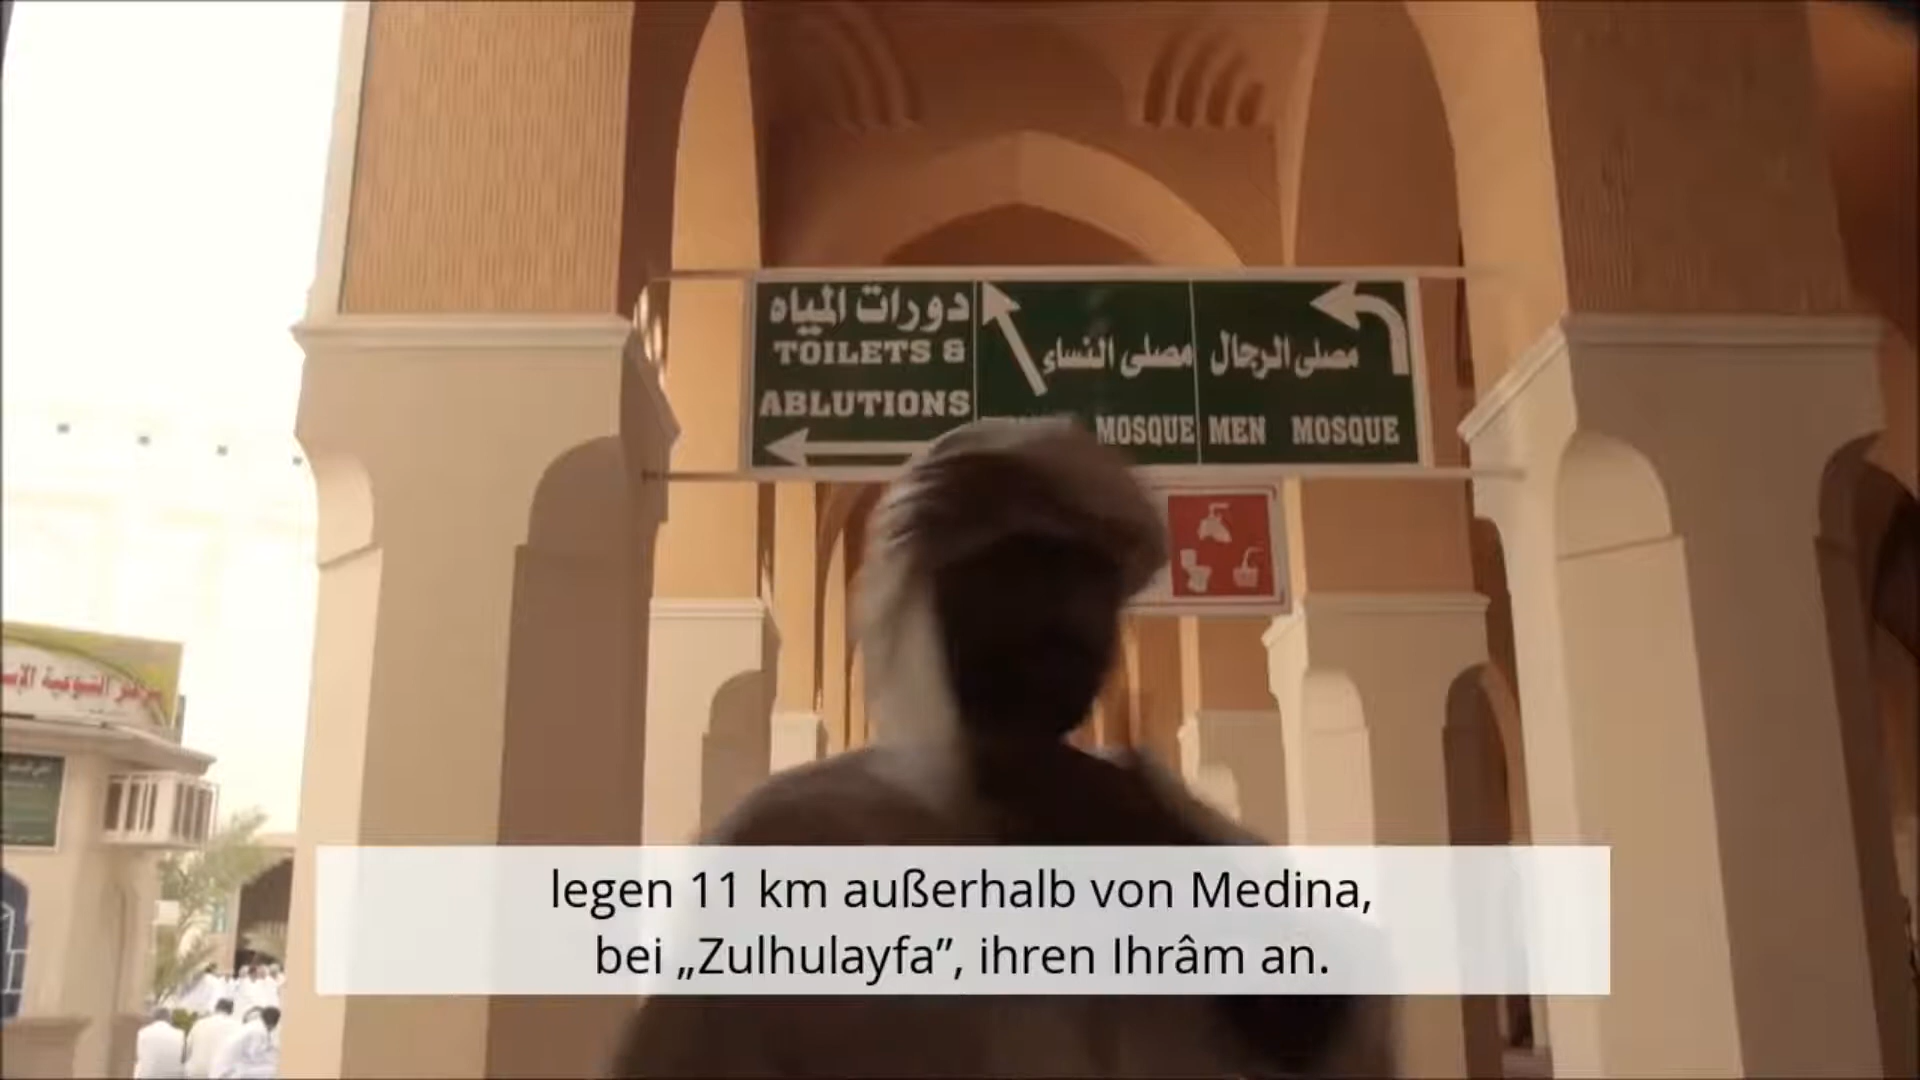 دورات المياه
TOILETS &
ABLUTIONS
مصلى النساء
MOSQUE
مصلى الرجال
MEN MOSQUE
التوعية
legen 11 km außerhalb von Medina,
bei „Zulhulayfa”, ihren Ihrâm an.